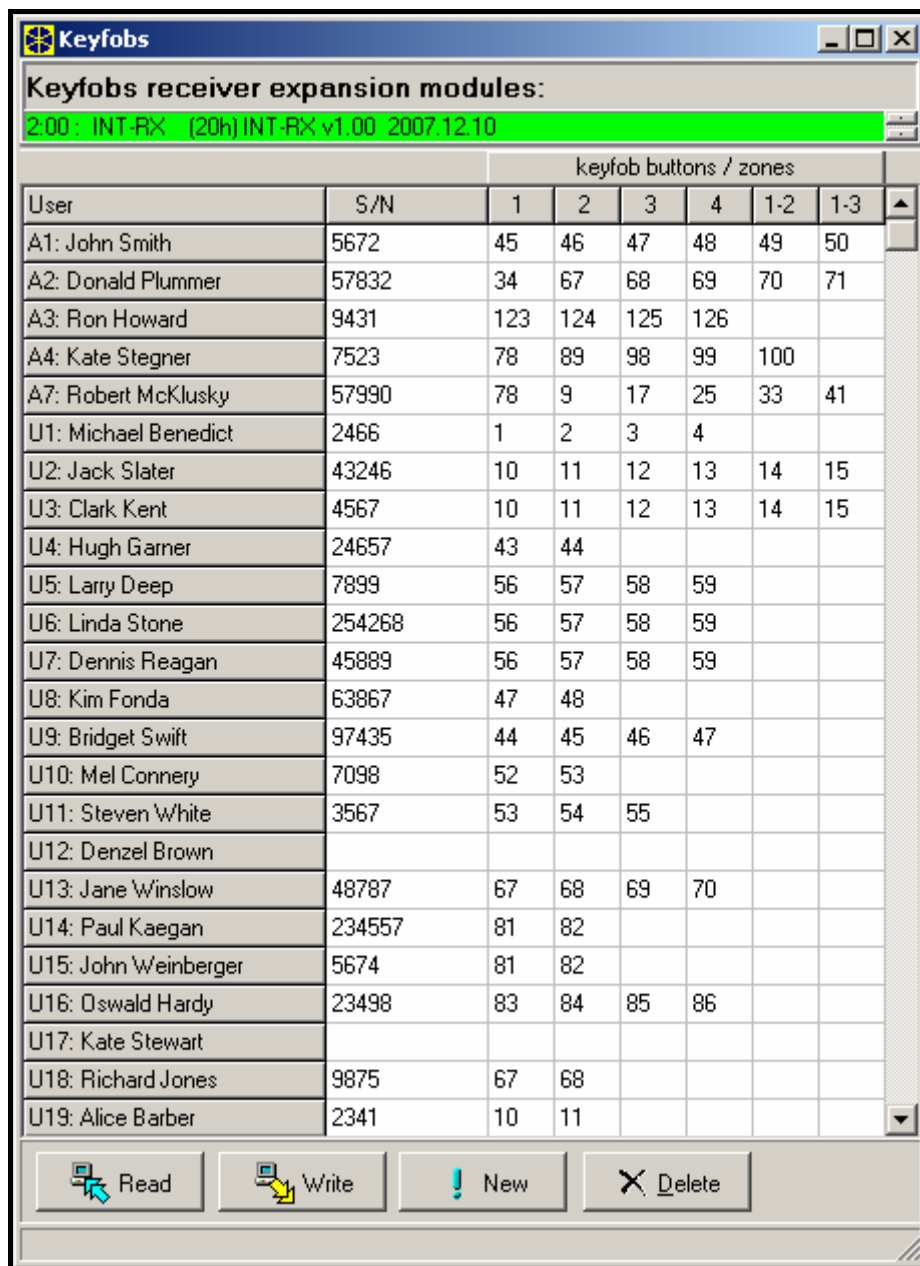 Keyfobs
Keyfobs receiver expansion modules:
2:00 : INT-RX (20h) INT-RX v1.00 2007.12.10
keyfob buttons / zones
User S/N 1 2 3 4 1-2 1-3
A1: John Smith 5672 45 46 47 48 49 50
A2: Donald Plummer 57832 34 67 68 69 70 71
A3: Ron Howard 9431 123 124 125 126
A4: Kate Stegner 7523 78 89 98 99 100
A7: Robert McKlusky 57990 78 9 17 25 33 41
U1: Michael Benedict 2466 1 2 3 4
U2: Jack Slater 43246 10 11 12 13 14 15
U3: Clark Kent 4567 10 11 12 13 14 15
U4: Hugh Garner 24657 43 44
U5: Larry Deep 7899 56 57 58 59
U6: Linda Stone 254268 56 57 58 59
U7: Dennis Reagan 45889 56 57 58 59
U8: Kim Fonda 63867 47 48
U9: Bridget Swift 97435 44 45 46 47
U10: Mel Connery 7098 52 53
U11: Steven White 3567 53 54 55
U12: Denzel Brown
U13: Jane Winslow 48787 67 68 69 70
U14: Paul Kaegan 234557 81 82
U15: John Weinberger 5674 81 82
U16: Oswald Hardy 23498 83 84 85 86
U17: Kate Stewart
U18: Richard Jones 9875 67 68
U19: Alice Barber 2341 10 11
Read Write New Delete